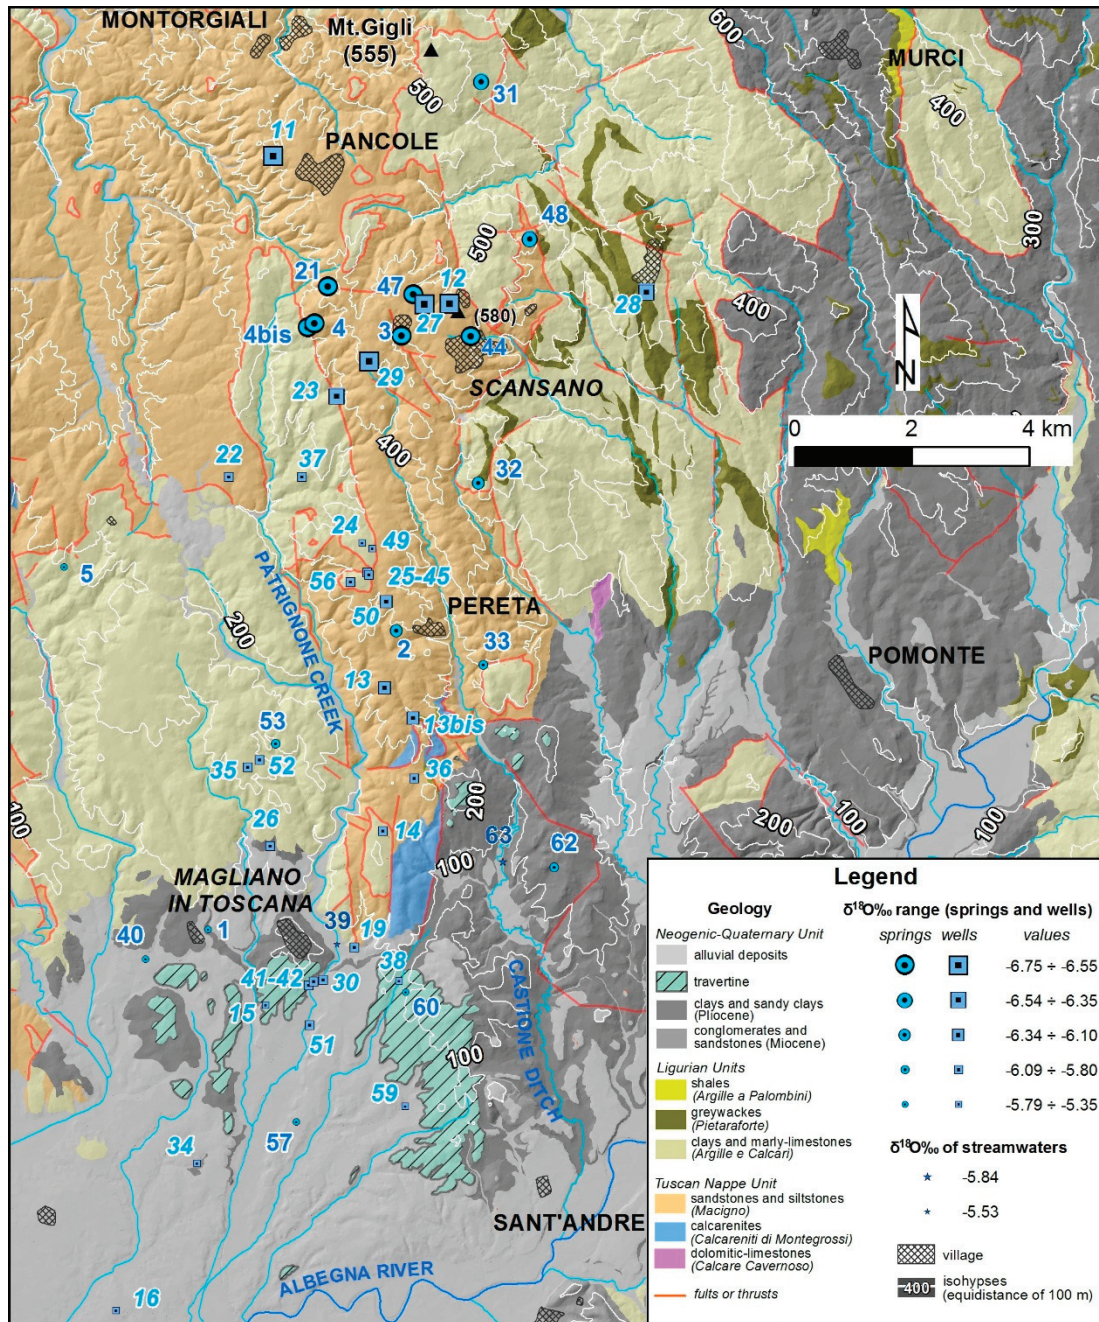 MONTORGIALI
Mt.Gigli
(555)
600
MURCI
31
500
400
11
PANCOLE
48
500
300
21
47
12
28
400
27
(580)
4bis
4
3
44
29
SCANSANO
23
0 2 4 km
400
22
37
32
24
49
5
56
25-45
PATRIGNONE CREEK
50
PERETA
200
2
33
POMONTE
13
53
13bis
35
52
36
100
26
200
14
63
62
200
100
100
100
MAGLIANO
IN TOSCANA
39
40
1
19
41-42
30
38
15
60
CASTIONE DITCH
51
100
59
57
34
SANT'ANDRE
ALBEGNA RIVER
16
Legend
Geology
Neogenic-Quaternary Unit
alluvial deposits
travertine
clays and sandy clays
(Pliocene)
conglomerates and
sandstones (Miocene)
Ligurian Units
shales
(Argille a Palombini)
greywackes
(Pietaraforte)
clays and marly-limestones
(Argille e Calcari)
Tuscan Nappe Unit
sandstones and siltstones
(Macigno)
calcarenites
(Calcareniti di Montegrossi)
dolomitic-limestones
(Calcare Cavernoso)
fults or thrusts
δ¹⁸O‰ range (springs and wells)
springs wells values
-6.75 ÷ -6.55
-6.54 ÷ -6.35
-6.34 ÷ -6.10
-6.09 ÷ -5.80
-5.79 ÷ -5.35
δ¹⁸O‰ of streamwaters
-5.84
-5.53
village
400
isohypses
(equidistance of 100 m)